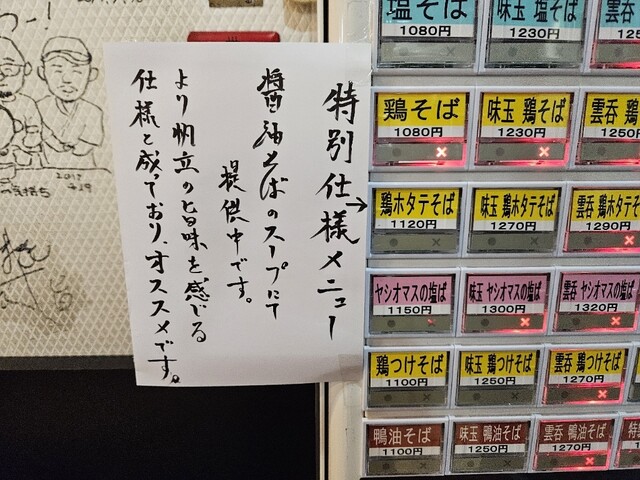 特別仕様メニュー
醤油そばのスープにて
提供中です。
より帆立の旨味を感じる
仕様と成っており、オススメです。
→
塩そば
1080円
味玉 塩そば
1230円
雲呑
鶏そば
1080円
味玉 鶏そば
1230円
雲呑 鶏
鶏ホタテそば
1120円
味玉 鶏ホタテそば
1270円
雲呑 鶏ホタテそ
1290円
ヤシオマスの塩そば
1150円
味玉 ヤシオマスの塩そば
1300円
雲呑 ヤシオマスの塩そば
1320円
鶏つけそば
1100円
味玉 鶏つけそば
1250円
雲呑 鶏つけそば
1270円
鴨油そば
1100円
味玉 鴨油そば
1250円
雲呑 鴨油そば
1270円